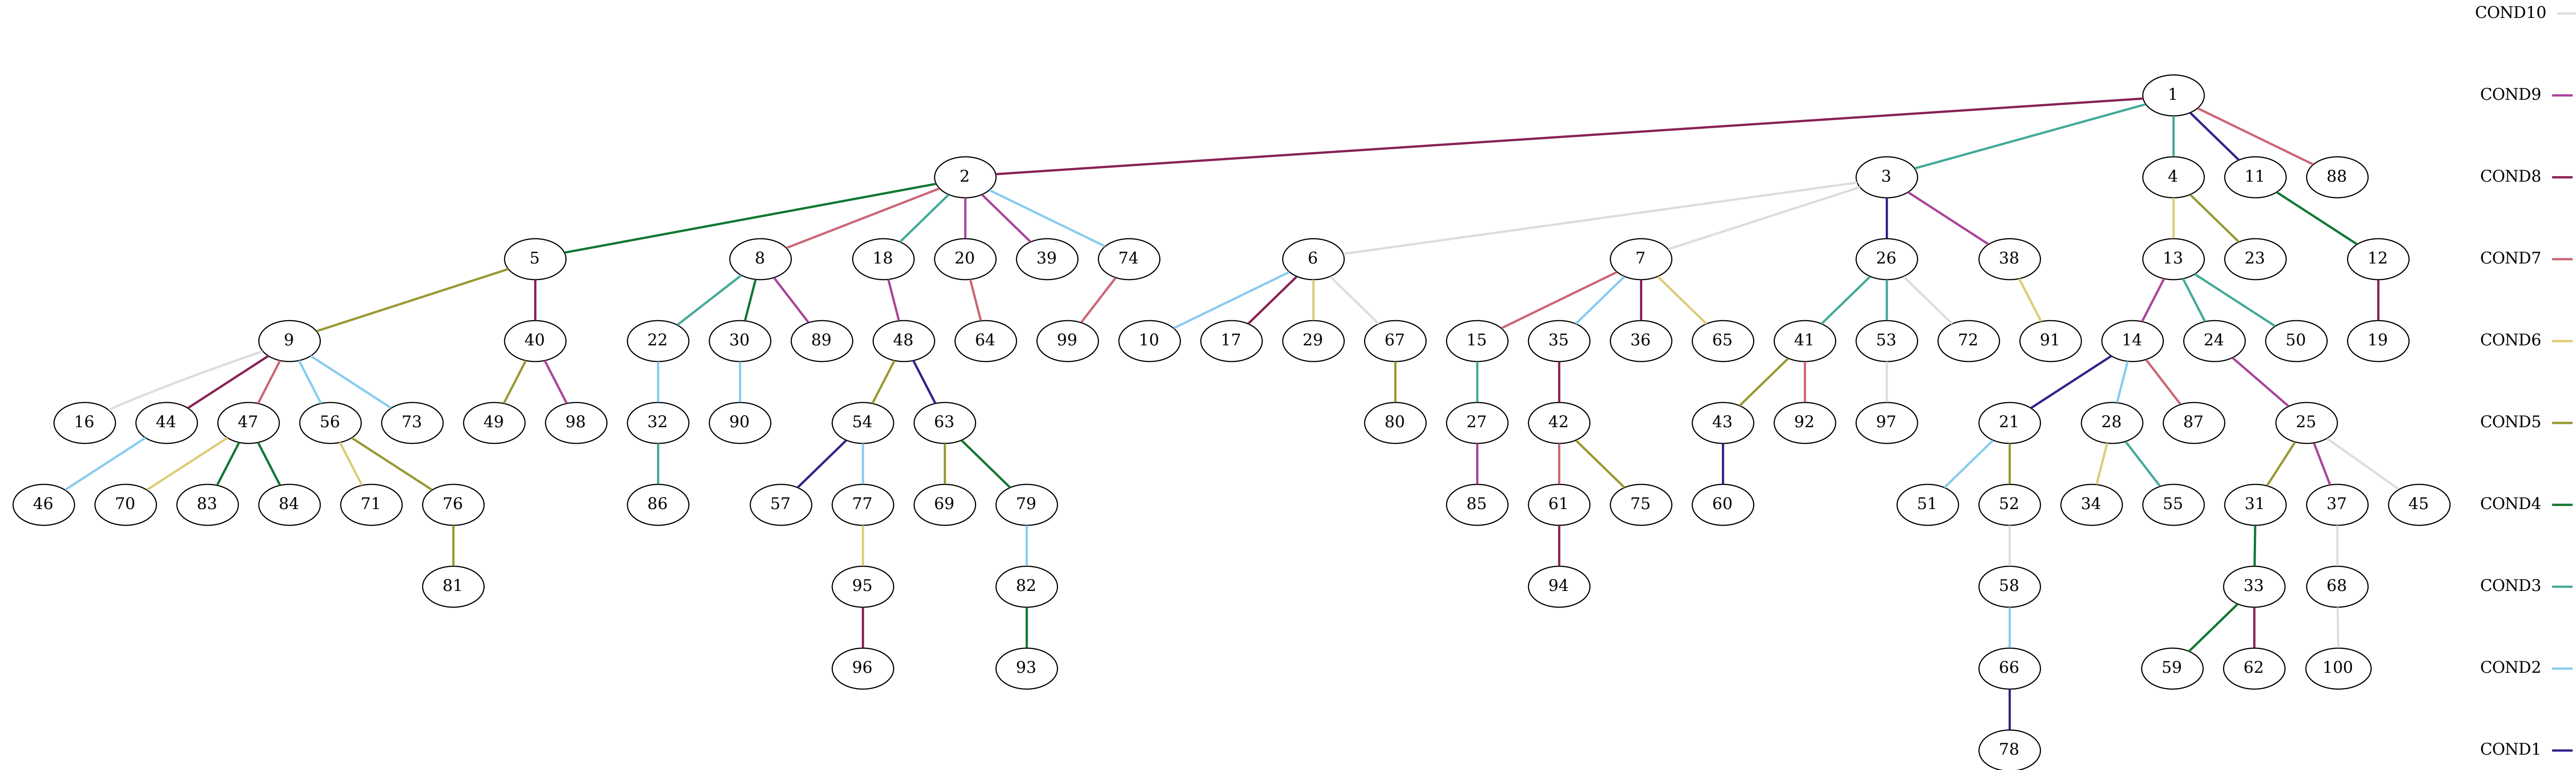 COND10
1 COND9
2 3 4 11 88 COND8
5 8 18 20 39 74 6 7 26 38 13 23 12 COND7
9 40 22 30 89 48 64 99 10 17 29 67 15 35 36 65 41 53 72 91 14 24 50 19 COND6
16 44 47 56 73 49 98 32 90 54 63 80 27 42 43 92 97 21 28 87 25 COND5
46 70 83 84 71 76 86 57 77 69 79 85 61 75 60 51 52 34 55 31 37 45 COND4
81 95 82 94 58 33 68 COND3
96 93 66 59 62 100 COND2
78 COND1